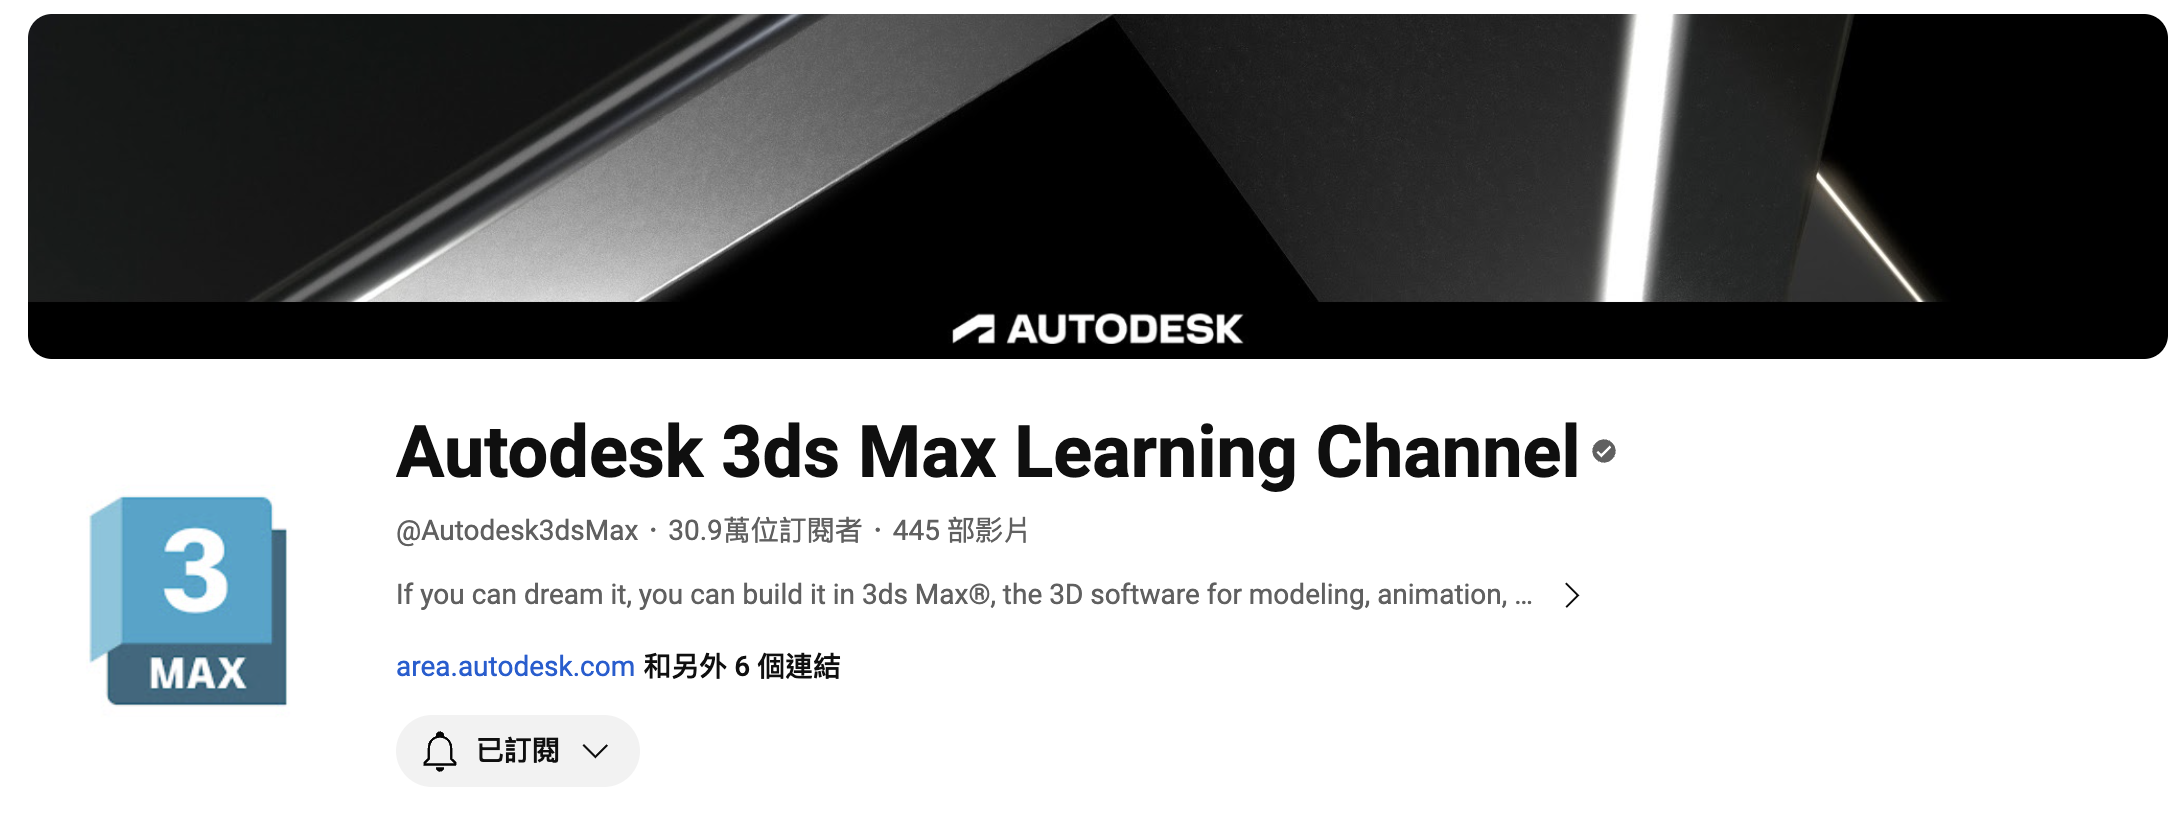 AUTODESK
Autodesk 3ds Max Learning Channel
@Autodesk3dsMax · 30.9萬位訂閱者 · 445 部影片
If you can dream it, you can build it in 3ds Max®, the 3D software for modeling, animation, ...
3
MAX
area.autodesk.com 和另外 6 個連結
已訂閱